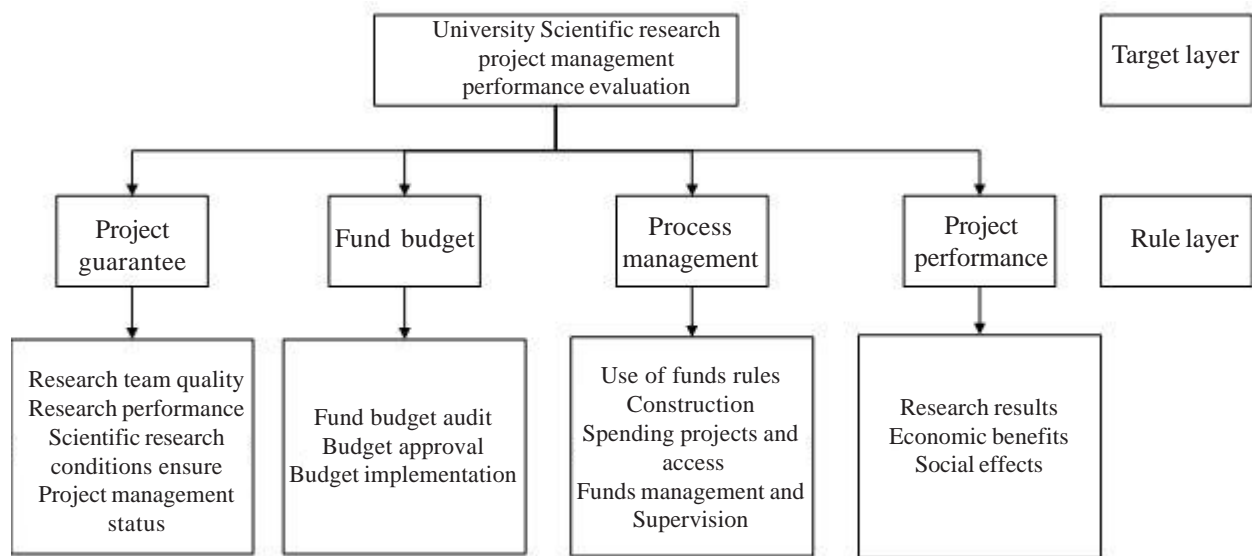 University Scientific research
project management
performance evaluation
Target layer
Project
guarantee
Fund budget
Process
management
Project
performance
Rule layer
Research team quality
Research performance
Scientific research
conditions ensure
Project management
status
Fund budget audit
Budget approval
Budget implementation
Use of funds rules
Construction
Spending projects and
access
Funds management and
Supervision
Research results
Economic benefits
Social effects